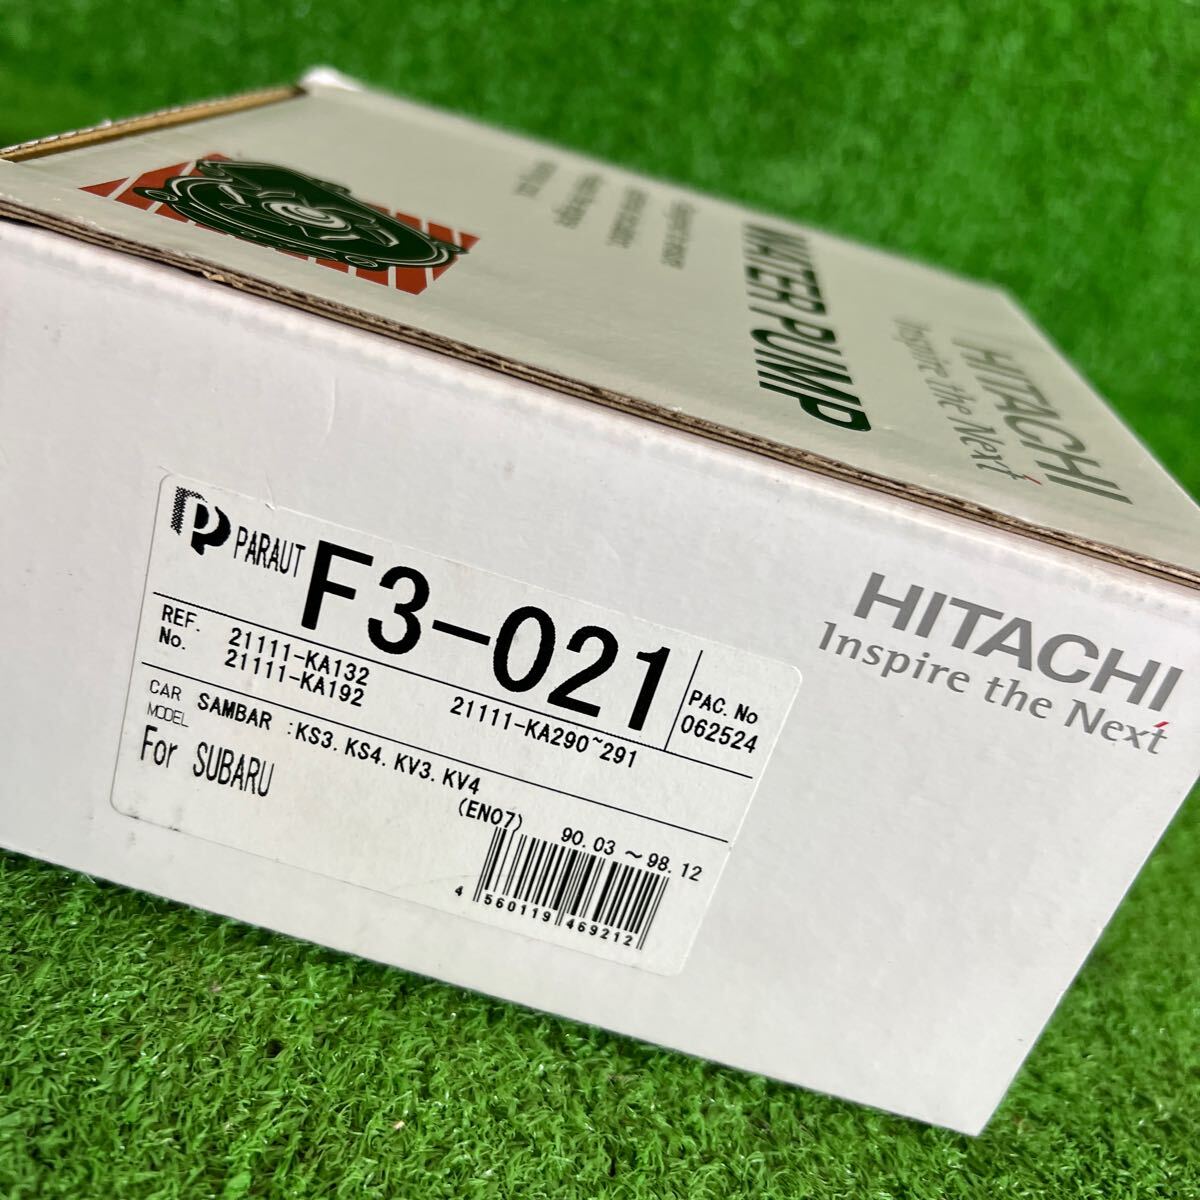 HITACHI
Inspire the Next
WATER PUMP
PARAUT
F3-021
REF. No.
21111-KA132
21111-KA192
21111-KA290~291
PAC. No
062524
CAR MODEL
SAMBAR :KS3. KS4. KV3. KV4
(EN07) 90.03 ~98.12
For SUBARU
4 560119 469212
HITACHI
Inspire the Next